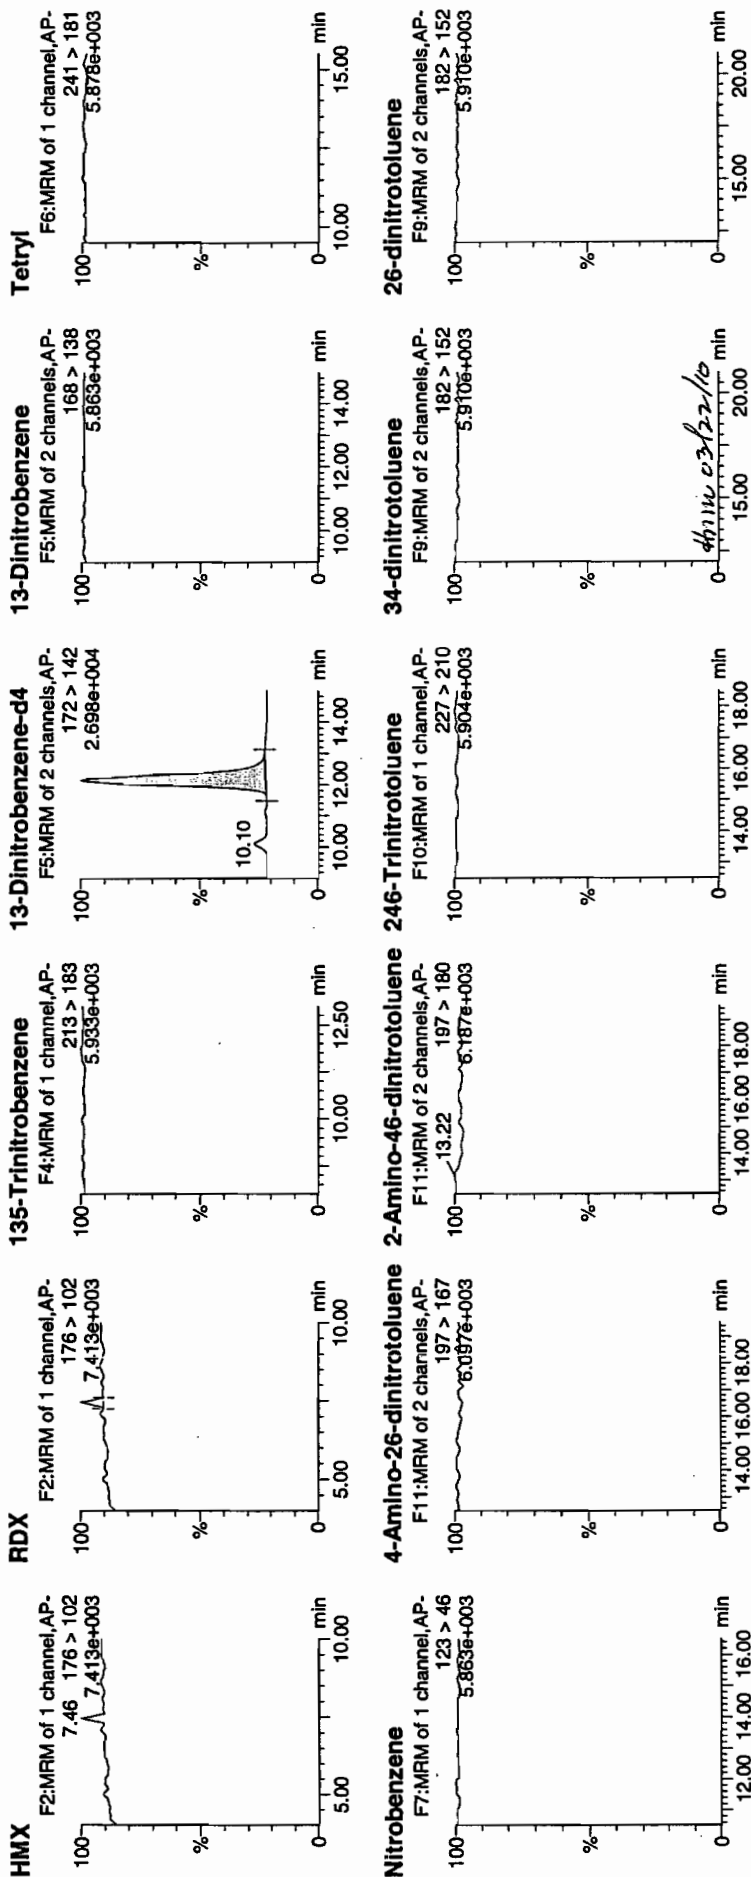 HMX
F2:MRM of 1 channel,AP-
7.46 176 > 102
7.413e+003
100
%
0
5.00 10.00 min
RDX
F2:MRM of 1 channel,AP-
176 > 102
7.413e+003
100
%
0
5.00 10.00 min
135-Trinitrobenzene
F4:MRM of 1 channel,AP-
213 > 183
5.933e+003
100
%
0
10.00 12.50 min
13-Dinitrobenzene-d4
F5:MRM of 2 channels,AP-
172 > 142
2.698e+004
100
10.10
%
0
10.00 12.00 14.00 min
13-Dinitrobenzene
F5:MRM of 2 channels,AP-
168 > 138
5.863e+003
100
%
0
10.00 12.00 14.00 min
Tetryl
F6:MRM of 1 channel,AP-
241 > 181
5.878e+003
100
%
0
10.00 15.00 min
Nitrobenzene
F7:MRM of 1 channel,AP-
123 > 46
5.863e+003
100
%
0
12.00 14.00 16.00 min
4-Amino-26-dinitrotoluene
F11:MRM of 2 channels,AP-
197 > 167
6.097e+003
100
%
0
14.00 16.00 18.00 min
2-Amino-46-dinitrotoluene
F11:MRM of 2 channels,AP-
13.22 197 > 180
6.187e+003
100
%
0
14.00 16.00 18.00 min
246-Trinitrotoluene
F10:MRM of 1 channel,AP-
227 > 210
5.904e+003
100
%
0
14.00 16.00 18.00 min
34-dinitrotoluene
F9:MRM of 2 channels,AP-
182 > 152
5.910e+003
100
%
03/22/10
0
15.00 20.00 min
26-dinitrotoluene
F9:MRM of 2 channels,AP-
182 > 152
5.910e+003
100
%
0
15.00 20.00 min